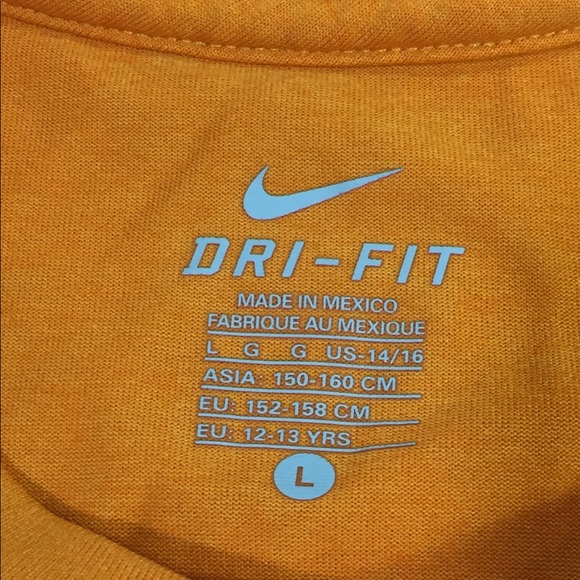 DRI-FIT
MADE IN MEXICO
FABRIQUE AU MEXIQUE
L G G US-14/16
ASIA: 150-160 CM
EU: 152-158 CM
EU: 12-13 YRS
L